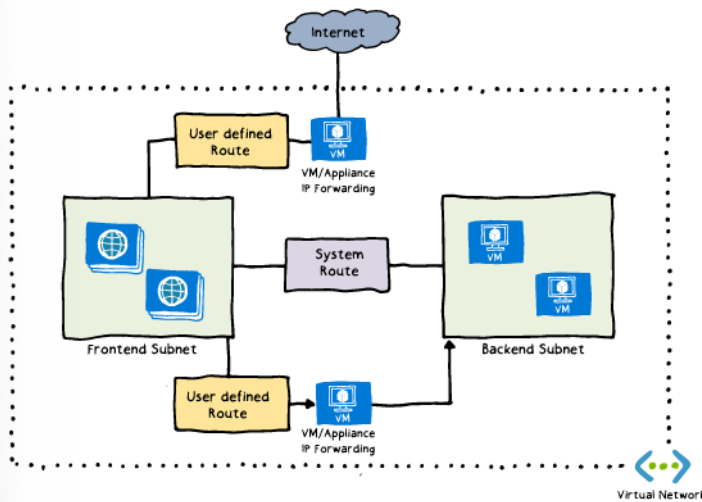 Internet
User defined
Route
VM
VM/Appliance
IP Forwarding
System
Route
VM
VM
Frontend Subnet
Backend Subnet
User defined
Route
VM
VM/Appliance
IP Forwarding
Virtual Network